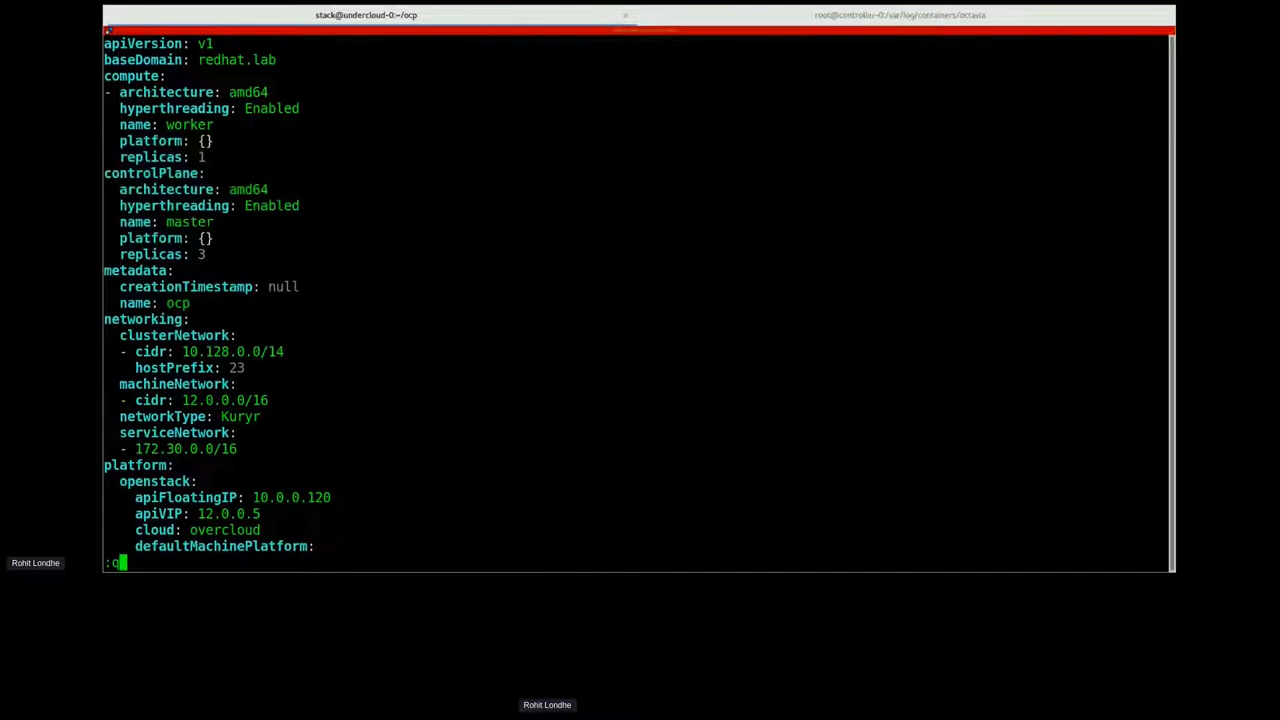 stack@undercloud-0:~/ocp
root@controller-0:/var/log/containers/octavia
apiVersion: v1
baseDomain: redhat.lab
compute:
- architecture: amd64
  hyperthreading: Enabled
  name: worker
  platform: {}
  replicas: 1
controlPlane:
  architecture: amd64
  hyperthreading: Enabled
  name: master
  platform: {}
  replicas: 3
metadata:
  creationTimestamp: null
  name: ocp
networking:
  clusterNetwork:
  - cidr: 10.128.0.0/14
    hostPrefix: 23
  machineNetwork:
  - cidr: 12.0.0.0/16
  networkType: Kuryr
  serviceNetwork:
  - 172.30.0.0/16
platform:
  openstack:
    apiFloatingIP: 10.0.0.120
    apiVIP: 12.0.0.5
    cloud: overcloud
    defaultMachinePlatform:
:q
Rohit Londhe
Rohit Londhe